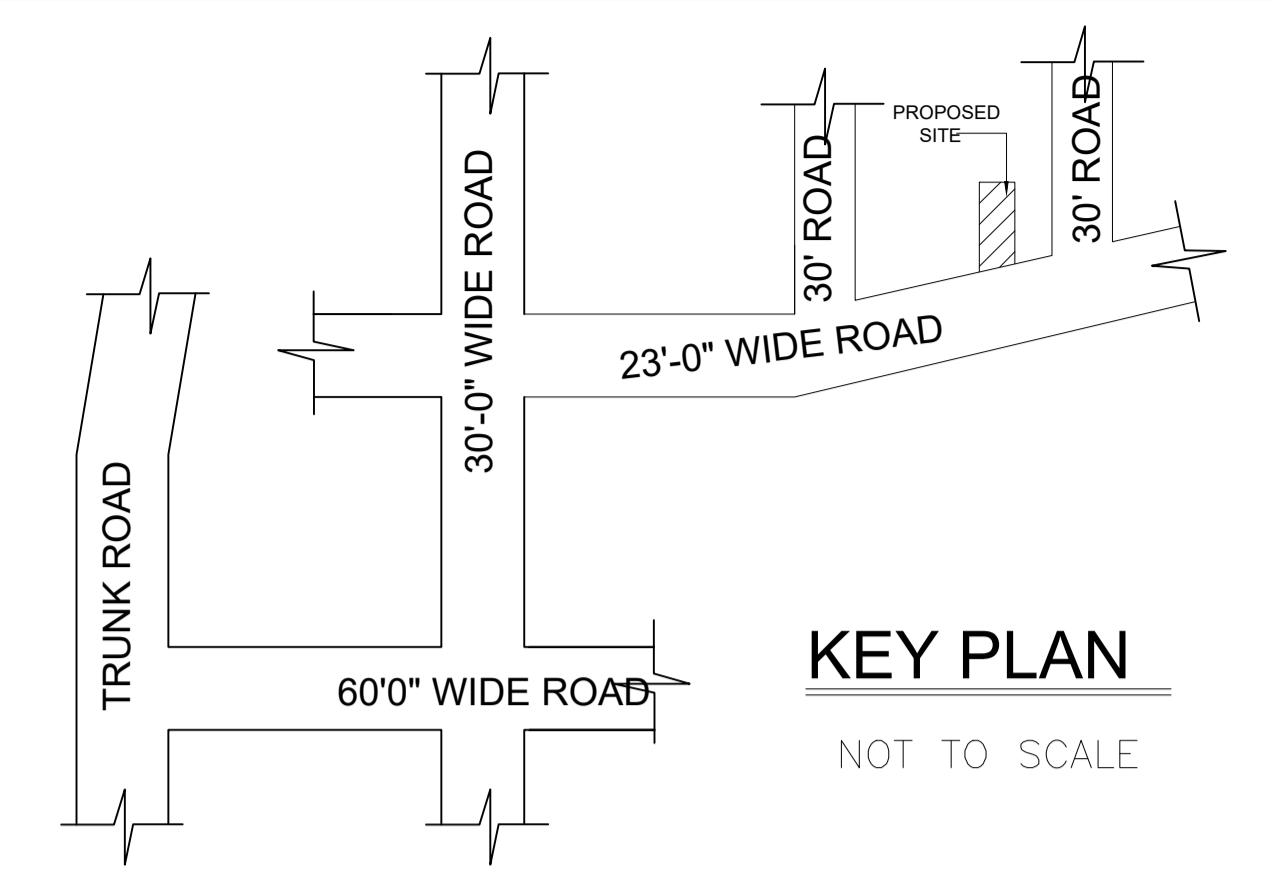 PROPOSED
SITE
30' ROAD
30' ROAD
30'-0" WIDE ROAD
23'-0" WIDE ROAD
TRUNK ROAD
60'0" WIDE ROAD
KEY PLAN
NOT TO SCALE